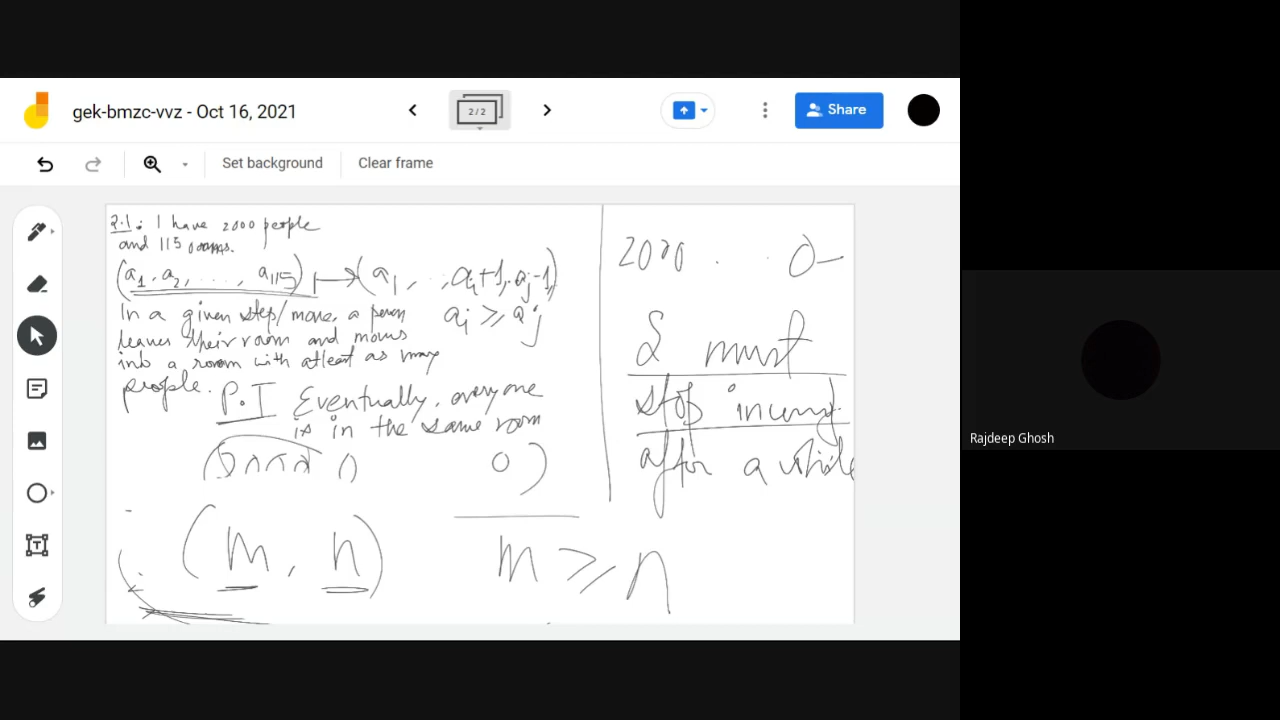 gek-bmzc-vvz - Oct 16, 2021
2/2
Share
Set background
Clear frame
Q.1: I have 2000 people
and 115 rooms.
(a1, a2, ....., a115) ↦ (a1, ..., ai+1, aj-1)
In a given step/move, a person
leaves their room and moves
into a room with atleast as many
people.
ai ≥ aj
P.T Eventually, everyone
is in the same room
0 )
(m, n)
m ≥ n
2000 . . 0
S must
stop
after a while
Rajdeep Ghosh